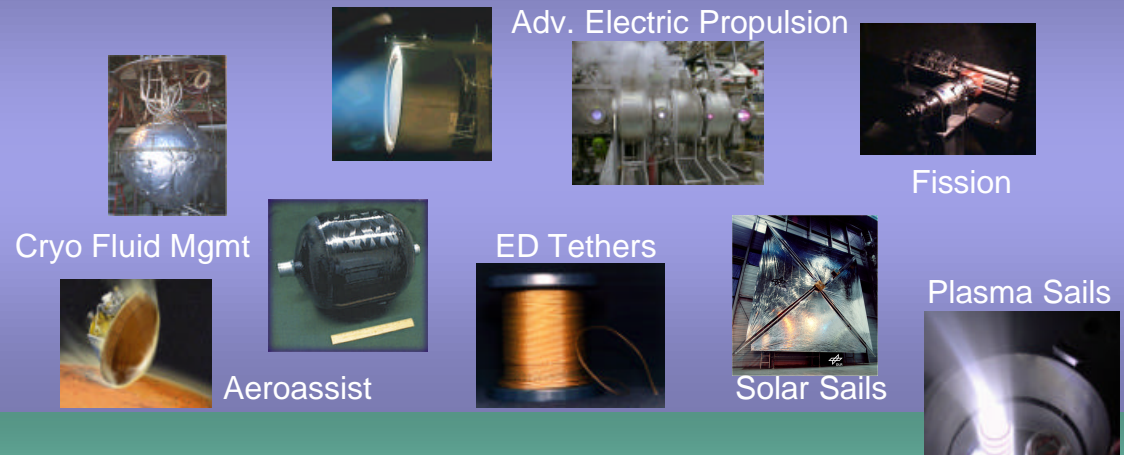 Adv. Electric Propulsion
Fission
Cryo Fluid Mgmt
ED Tethers
Plasma Sails
Aeroassist
Solar Sails